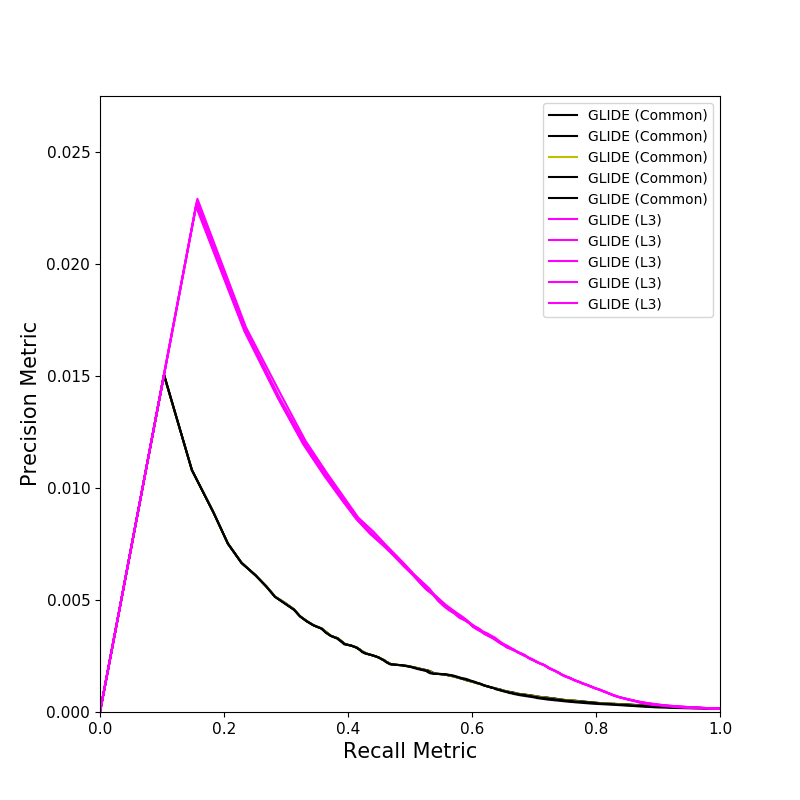 GLIDE (Common)
GLIDE (Common)
GLIDE (Common)
GLIDE (Common)
GLIDE (Common)
GLIDE (L3)
GLIDE (L3)
GLIDE (L3)
GLIDE (L3)
GLIDE (L3)
0.025
0.020
0.015
0.010
0.005
0.000
Precision Metric
0.0 0.2 0.4 0.6 0.8 1.0
Recall Metric